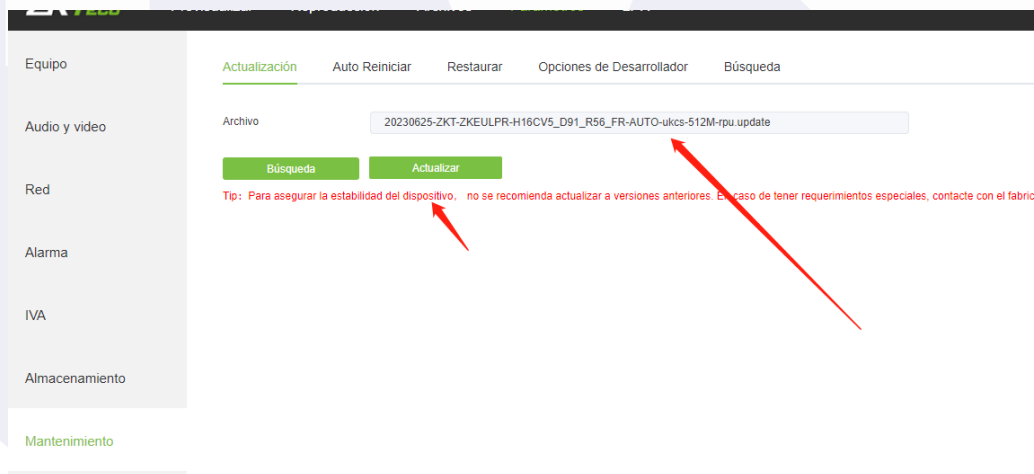 Equipo
Actualización Auto Reiniciar Restaurar Opciones de Desarrollador Búsqueda
Audio y video
Archivo 20230625-ZKT-ZKEULPR-H16CV5_D91_R56_FR-AUTO-ukcs-512M-rpu.update
Búsqueda Actualizar
Red
Tip: Para asegurar la estabilidad del dispositivo, no se recomienda actualizar a versiones anteriores. En caso de tener requerimientos especiales, contacte con el fabric
Alarma
IVA
Almacenamiento
Mantenimiento